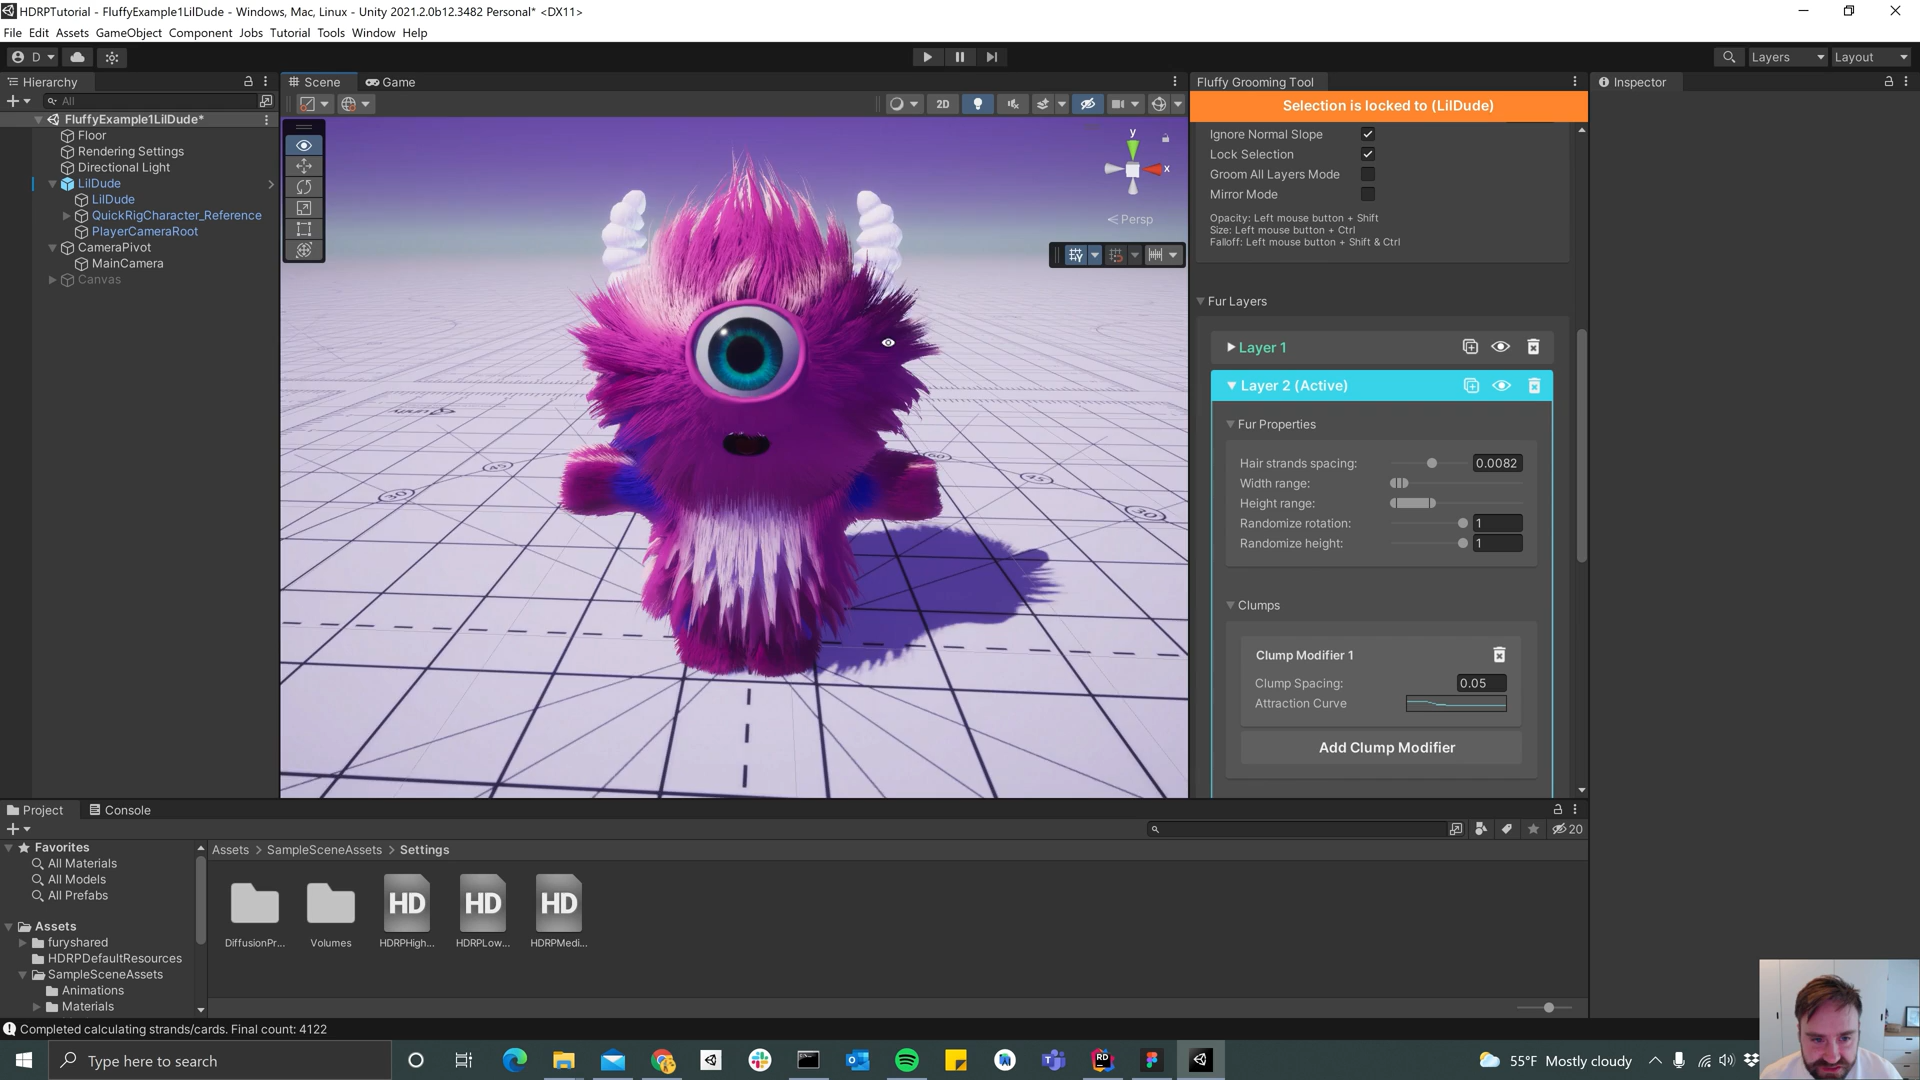 HDRPTutorial - FluffyExample1LilDude - Windows, Mac, Linux - Unity 2021.2.0b12.3482 Personal* <DX11>
File Edit Assets GameObject Component Jobs Tutorial Tools Window Help
D Layers Layout
Hierarchy
All
FluffyExample1LilDude*
Floor
Rendering Settings
Directional Light
LilDude
LilDude
QuickRigCharacter_Reference
PlayerCameraRoot
CameraPivot
MainCamera
Canvas
Scene Game
2D
y
x
Persp
30
45
60
45
30
Fluffy Grooming Tool
Selection is locked to (LilDude)
Ignore Normal Slope
Lock Selection
Groom All Layers Mode
Mirror Mode
Opacity: Left mouse button + Shift
Size: Left mouse button + Ctrl
Falloff: Left mouse button + Shift & Ctrl
Fur Layers
Layer 1
Layer 2 (Active)
Fur Properties
Hair strands spacing: 0.0082
Width range:
Height range:
Randomize rotation: 1
Randomize height: 1
Clumps
Clump Modifier 1
Clump Spacing: 0.05
Attraction Curve
Add Clump Modifier
Inspector
Project Console
20
Favorites
All Materials
All Models
All Prefabs
Assets
furyshared
HDRPDefaultResources
SampleSceneAssets
Animations
Materials
Assets > SampleSceneAssets > Settings
HD HD HD
DiffusionPr... Volumes HDRPHigh... HDRPLow... HDRPMedi...
Completed calculating strands/cards. Final count: 4122
Type here to search
RD
55°F Mostly cloudy